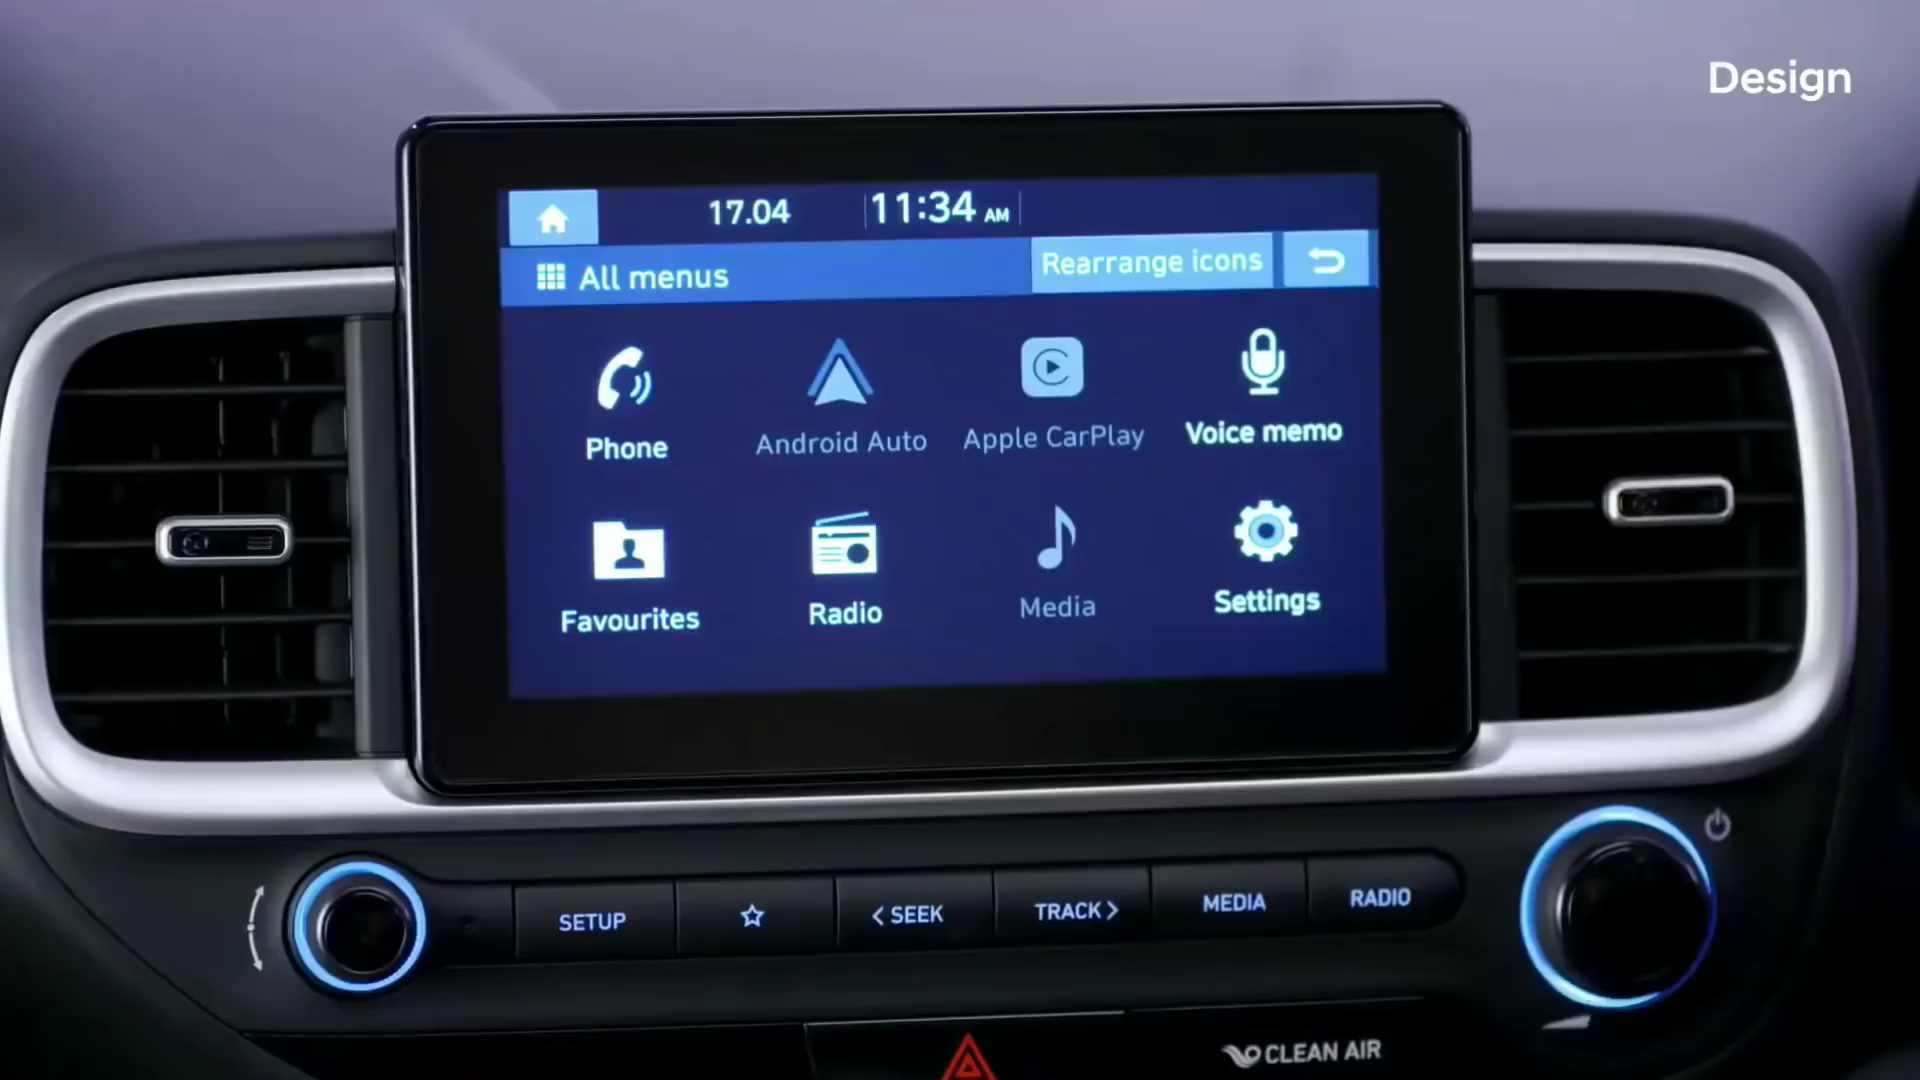 Design
17.04 11:34 AM
All menus Rearrange icons
Phone Android Auto Apple CarPlay Voice memo
Favourites Radio Media Settings
SETUP SEEK TRACK MEDIA RADIO
CLEAN AIR